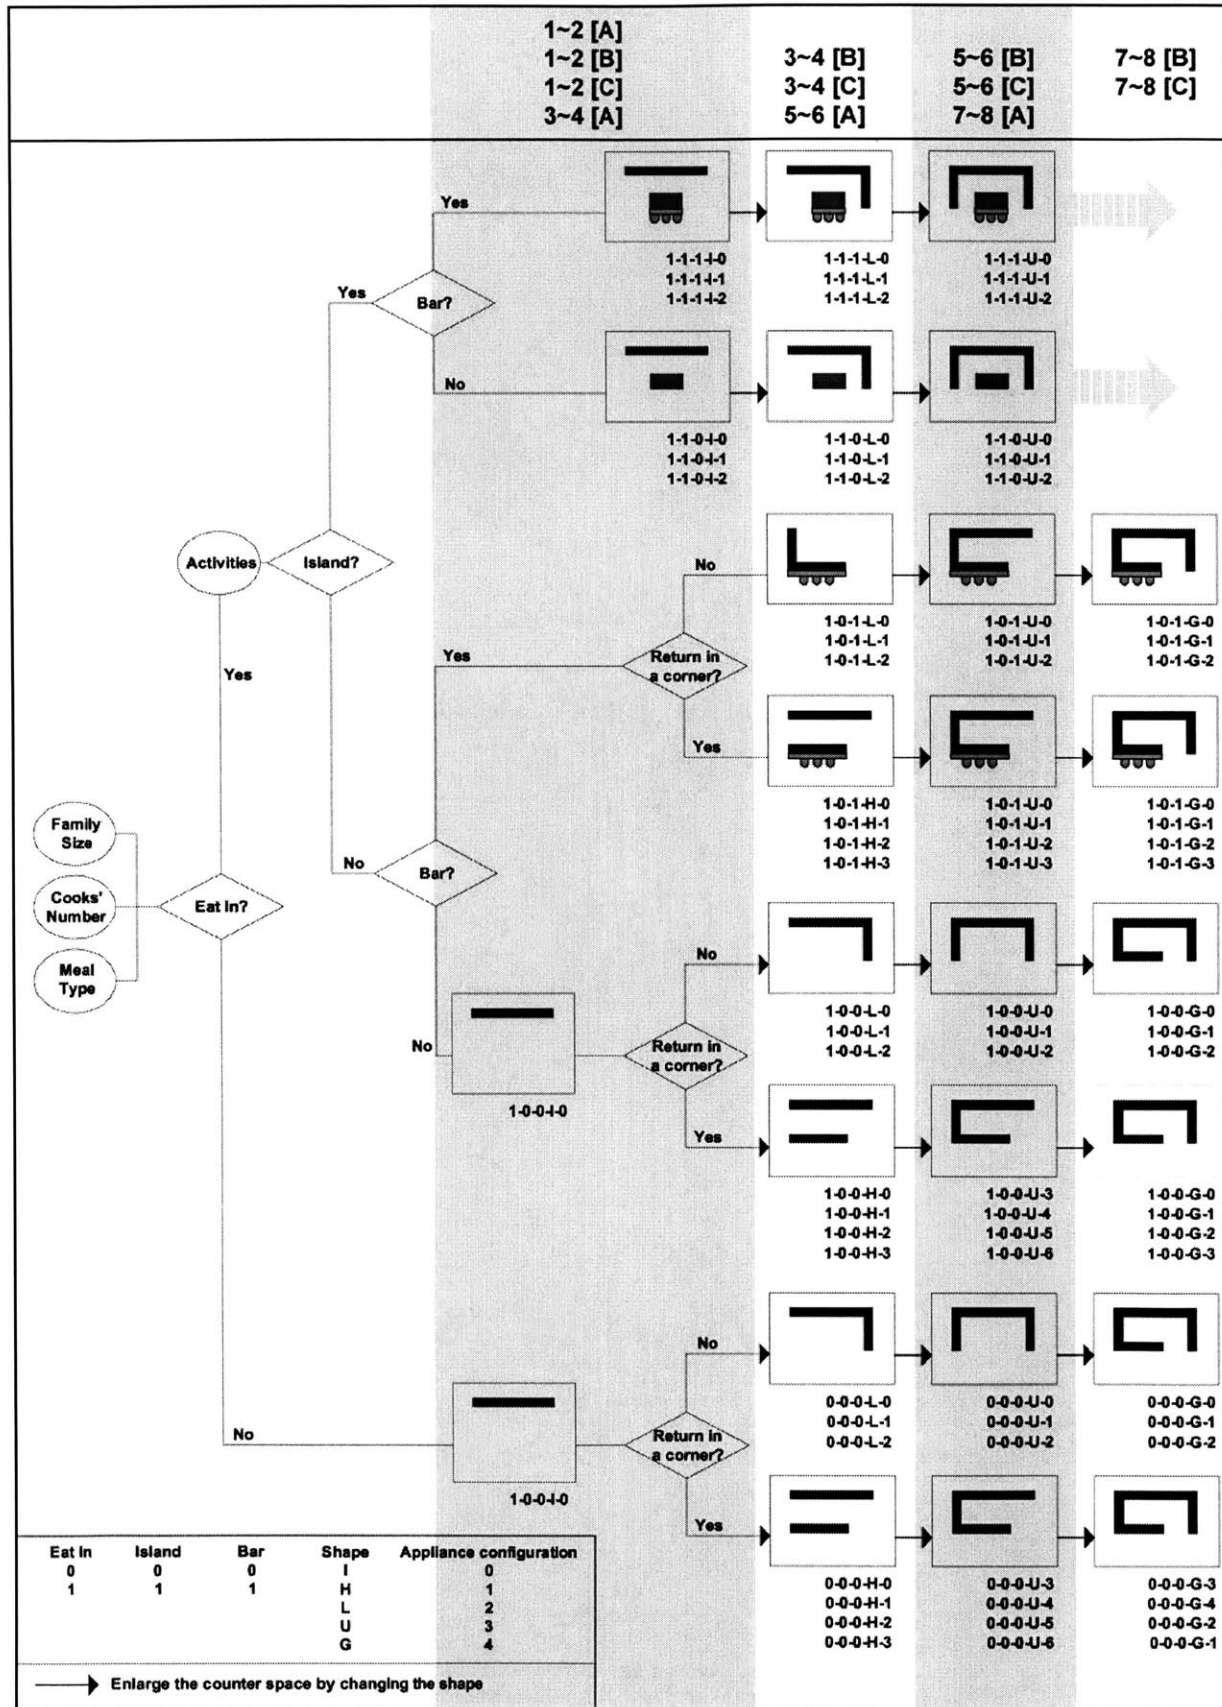 1~2 [A]
1~2 [B]
1~2 [C]
3~4 [A]
3~4 [B]
3~4 [C]
5~6 [A]
5~6 [B]
5~6 [C]
7~8 [A]
7~8 [B]
7~8 [C]
Yes
1-1-1-I-0
1-1-1-I-1
1-1-1-I-2
1-1-1-L-0
1-1-1-L-1
1-1-1-L-2
1-1-1-U-0
1-1-1-U-1
1-1-1-U-2
Yes
Bar?
No
1-1-0-I-0
1-1-0-I-1
1-1-0-I-2
1-1-0-L-0
1-1-0-L-1
1-1-0-L-2
1-1-0-U-0
1-1-0-U-1
1-1-0-U-2
Activities
Island?
No
1-0-1-L-0
1-0-1-L-1
1-0-1-L-2
1-0-1-U-0
1-0-1-U-1
1-0-1-U-2
1-0-1-G-0
1-0-1-G-1
1-0-1-G-2
Yes
Yes
Return in
a corner?
Yes
1-0-1-H-0
1-0-1-H-1
1-0-1-H-2
1-0-1-H-3
1-0-1-U-0
1-0-1-U-1
1-0-1-U-2
1-0-1-U-3
1-0-1-G-0
1-0-1-G-1
1-0-1-G-2
1-0-1-G-3
Family
Size
Cooks'
Number
Meal
Type
Eat In?
No
Bar?
No
1-0-0-L-0
1-0-0-L-1
1-0-0-L-2
1-0-0-U-0
1-0-0-U-1
1-0-0-U-2
1-0-0-G-0
1-0-0-G-1
1-0-0-G-2
No
1-0-0-I-0
Return in
a corner?
Yes
1-0-0-H-0
1-0-0-H-1
1-0-0-H-2
1-0-0-H-3
1-0-0-U-3
1-0-0-U-4
1-0-0-U-5
1-0-0-U-6
1-0-0-G-0
1-0-0-G-1
1-0-0-G-2
1-0-0-G-3
No
0-0-0-L-0
0-0-0-L-1
0-0-0-L-2
0-0-0-U-0
0-0-0-U-1
0-0-0-U-2
0-0-0-G-0
0-0-0-G-1
0-0-0-G-2
No
1-0-0-I-0
Return in
a corner?
Yes
0-0-0-H-0
0-0-0-H-1
0-0-0-H-2
0-0-0-H-3
0-0-0-U-3
0-0-0-U-4
0-0-0-U-5
0-0-0-U-6
0-0-0-G-3
0-0-0-G-4
0-0-0-G-2
0-0-0-G-1
Eat In Island Bar Shape Appliance configuration
0 0 0 I 0
1 1 1 H 1
L 2
U 3
G 4
Enlarge the counter space by changing the shape